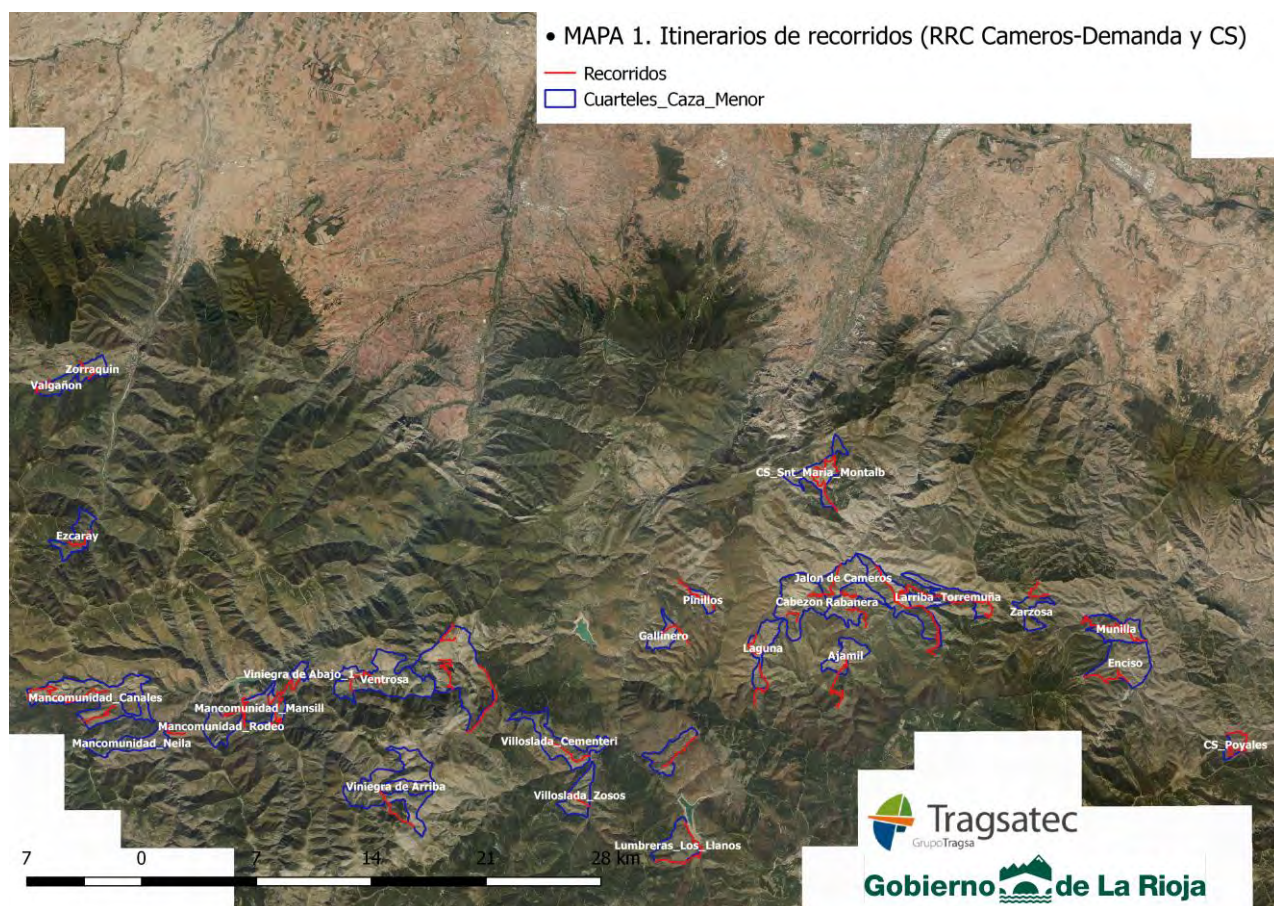 • MAPA 1. Itinerarios de recorridos (RRC Cameros-Demanda y CS)
Recorridos
Cuarteles_Caza_Menor
Zorraquin
Valgañon
CS_Snt_Maria_Montalb
Ezcaray
Jalon de Cameros
Pinillos
Cabezon Rabanera
Larriba_Torremuña
Zarzosa
Gallinero
Munilla
Laguna
Ajamil
Enciso
Viniegra de Abajo_1
Ventrosa
Mancomunidad_Canales
Mancomunidad_Mansill
Mancomunidad_Rodeo
Mancomunidad_Neila
Villoslada_Cementeri
CS_Poyales
Viniegra de Arriba
Villoslada_Zosos
Lumbreras_Los_Llanos
7 0 7 14 21 28 km
Tragsatec
GrupoTragsa
Gobierno de La Rioja